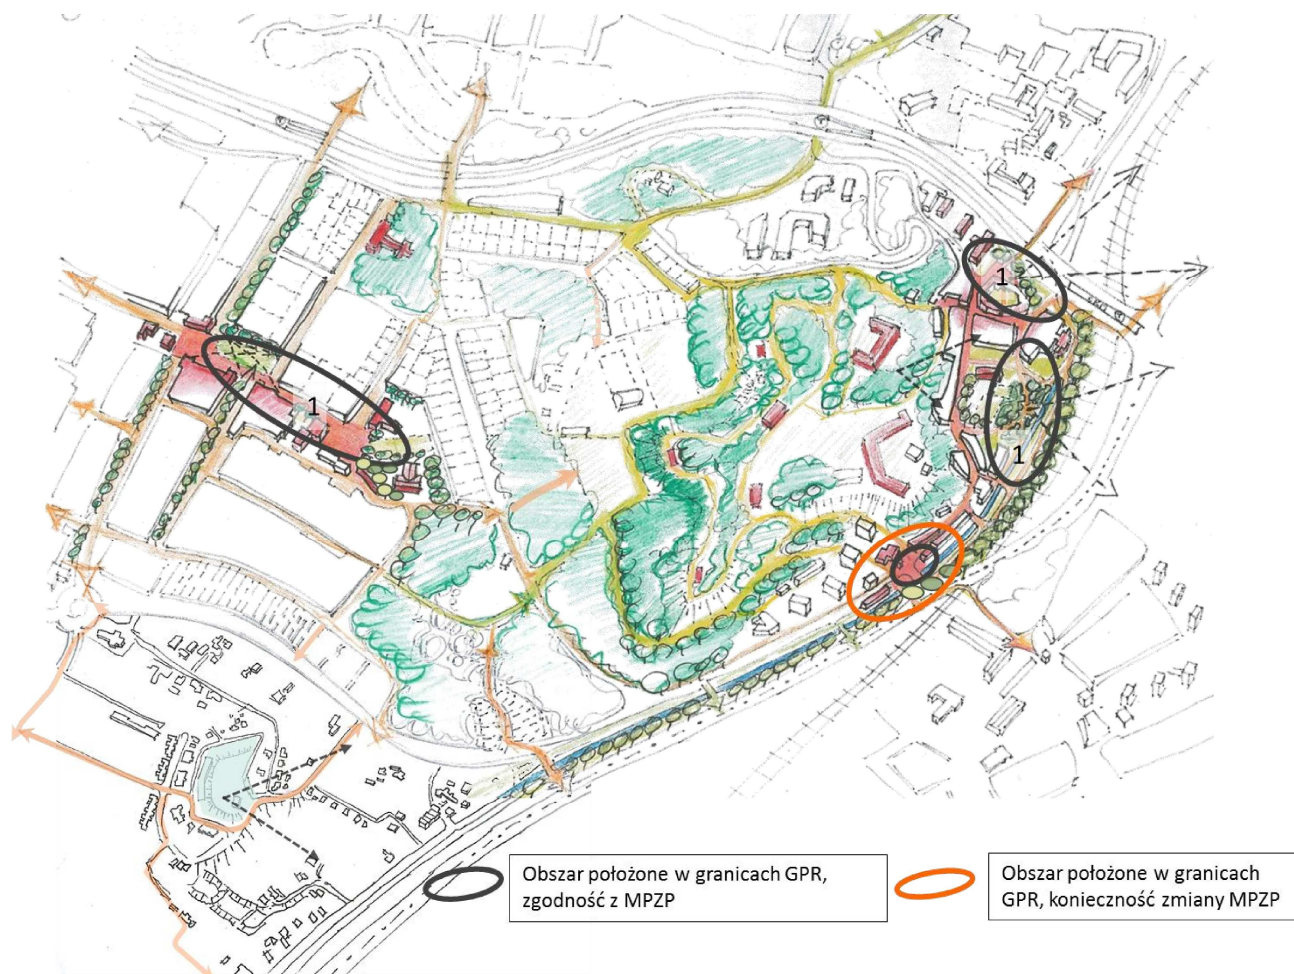 1
1
1
Obszar położone w granicach GPR,
zgodność z MPZP
Obszar położone w granicach
GPR, konieczność zmiany MPZP